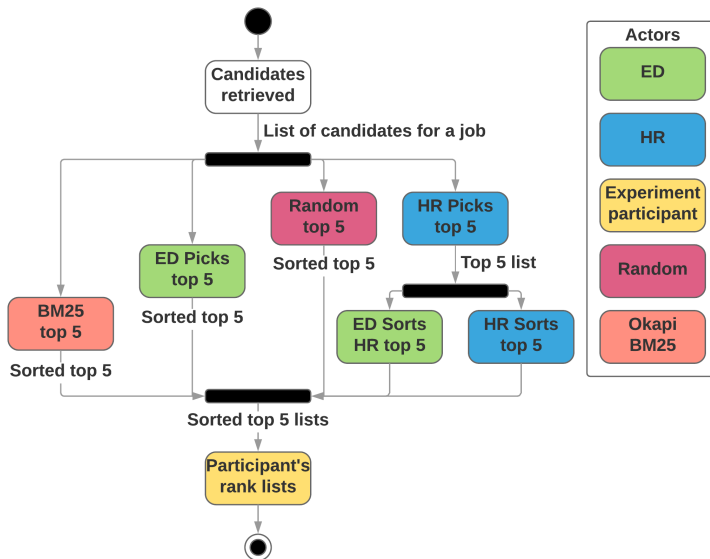 Candidates
retrieved
List of candidates for a job
Random
top 5
HR Picks
top 5
ED Picks
top 5
Sorted top 5
Top 5 list
BM25
top 5
Sorted top 5
ED Sorts
HR top 5
HR Sorts
top 5
Sorted top 5
Sorted top 5 lists
Participant's
rank lists
Actors
ED
HR
Experiment
participant
Random
Okapi
BM25